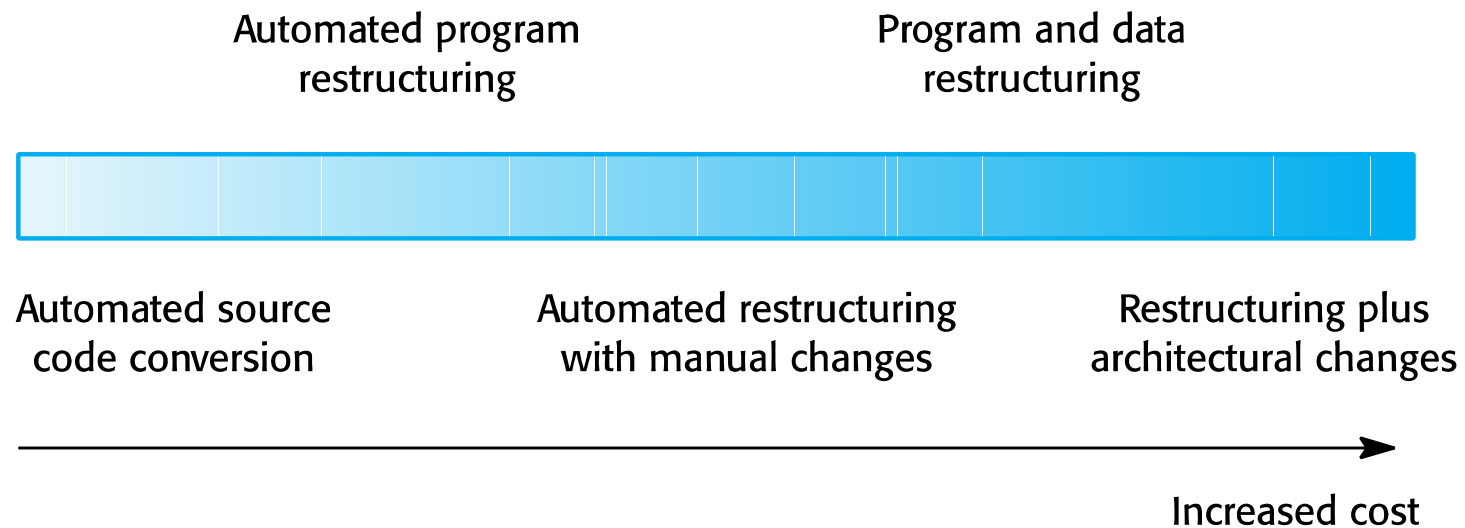 Automated program
restructuring
Program and data
restructuring
Automated source
code conversion
Automated restructuring
with manual changes
Restructuring plus
architectural changes
Increased cost